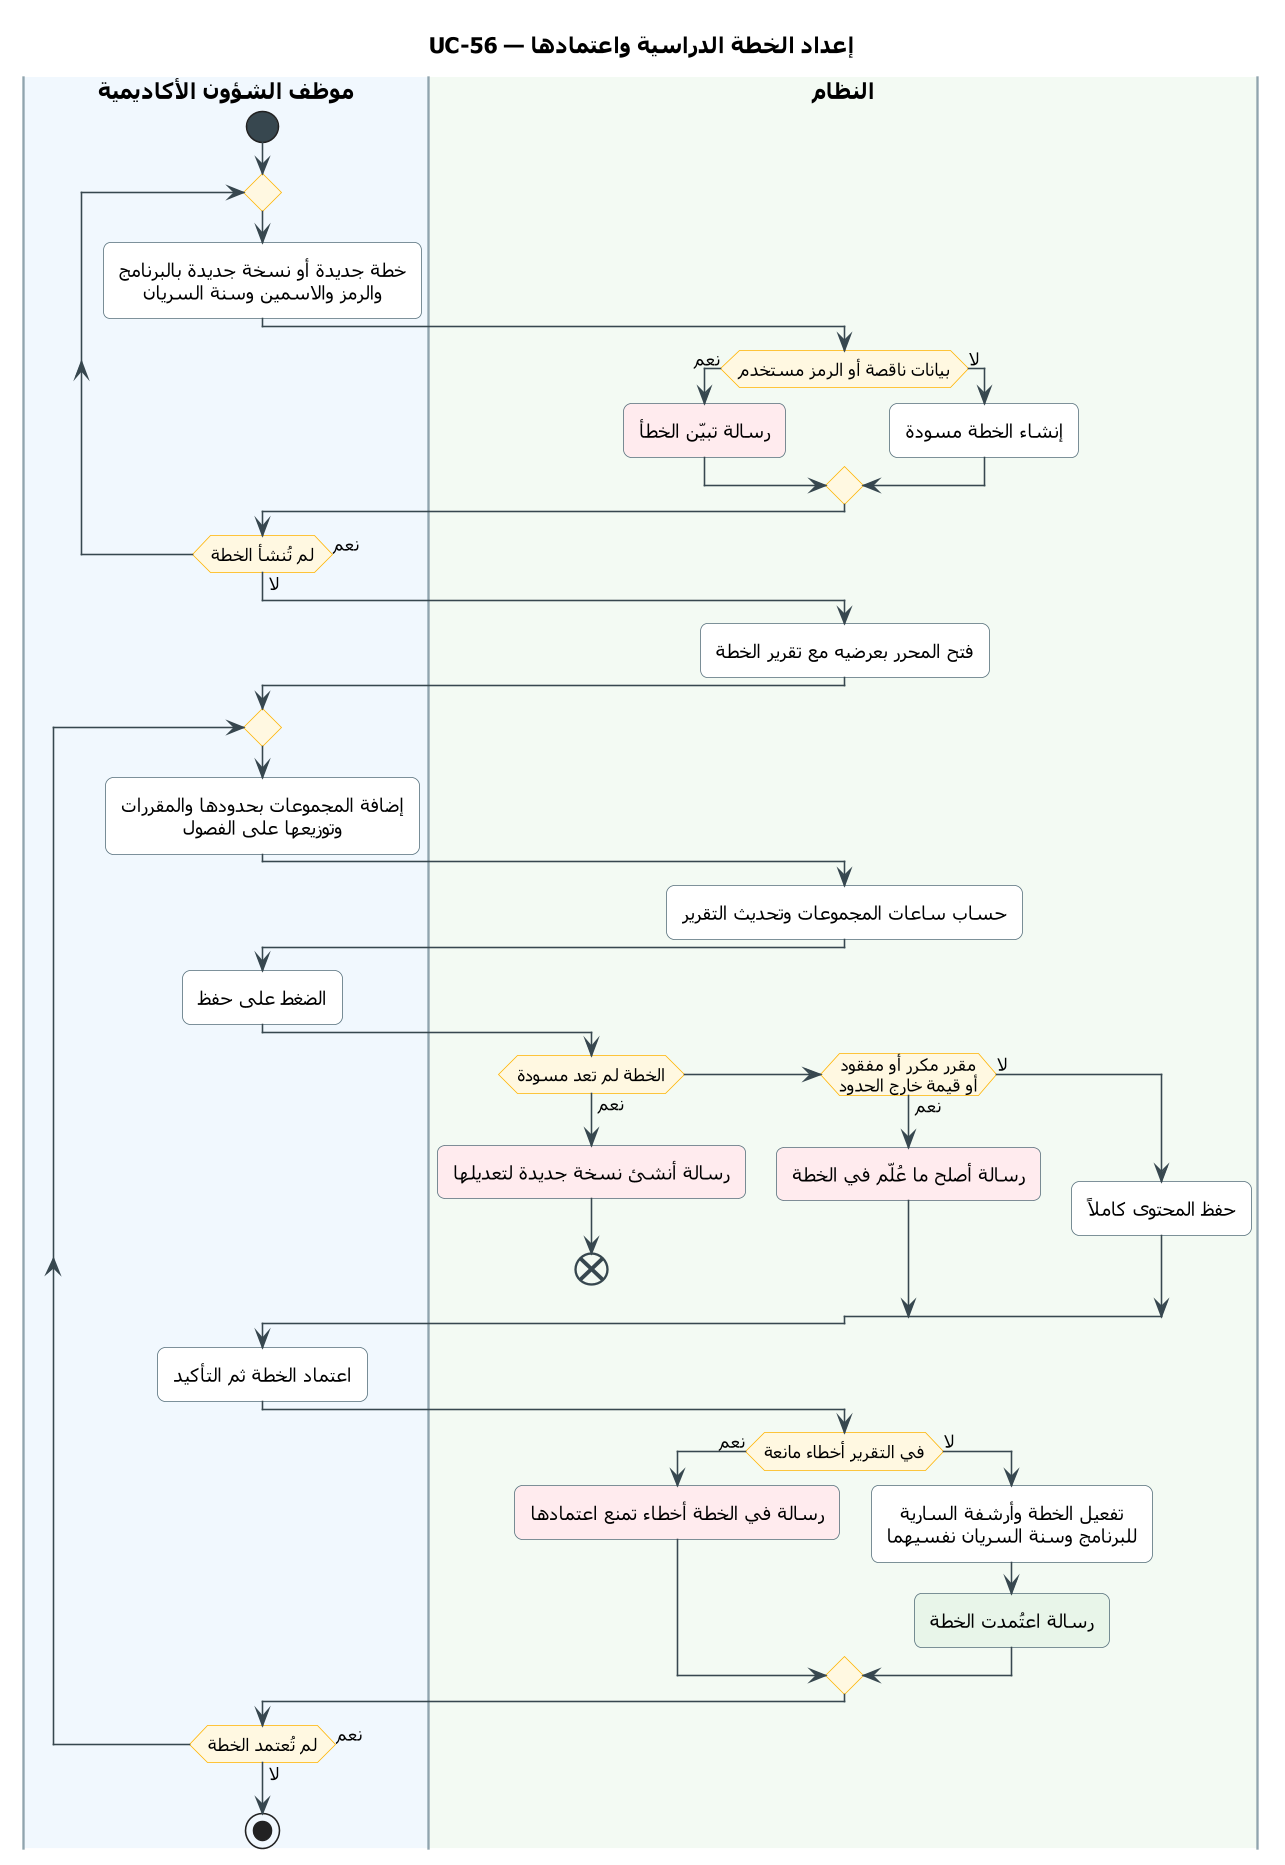 إعداد الخطة الدراسية واعتمادها — UC-56
موظف الشؤون الأكاديمية
النظام
خطة جديدة أو نسخة جديدة بالبرنامج
والرمز والاسمين وسنة السريان
بيانات ناقصة أو الرمز مستخدم
نعم
لا
رسالة تبيّن الخطأ
إنشاء الخطة مسودة
لم تُنشأ الخطة
نعم
لا
فتح المحرر بعرضيه مع تقرير الخطة
إضافة المجموعات بحدودها والمقررات
وتوزيعها على الفصول
حساب ساعات المجموعات وتحديث التقرير
الضغط على حفظ
الخطة لم تعد مسودة
نعم
مقرر مكرر أو مفقود
أو قيمة خارج الحدود
نعم
لا
رسالة أنشئ نسخة جديدة لتعديلها
رسالة أصلح ما عُلّم في الخطة
حفظ المحتوى كاملاً
اعتماد الخطة ثم التأكيد
في التقرير أخطاء مانعة
نعم
لا
رسالة في الخطة أخطاء تمنع اعتمادها
تفعيل الخطة وأرشفة السارية
للبرنامج وسنة السريان نفسيهما
رسالة اعتُمدت الخطة
لم تُعتمد الخطة
نعم
لا